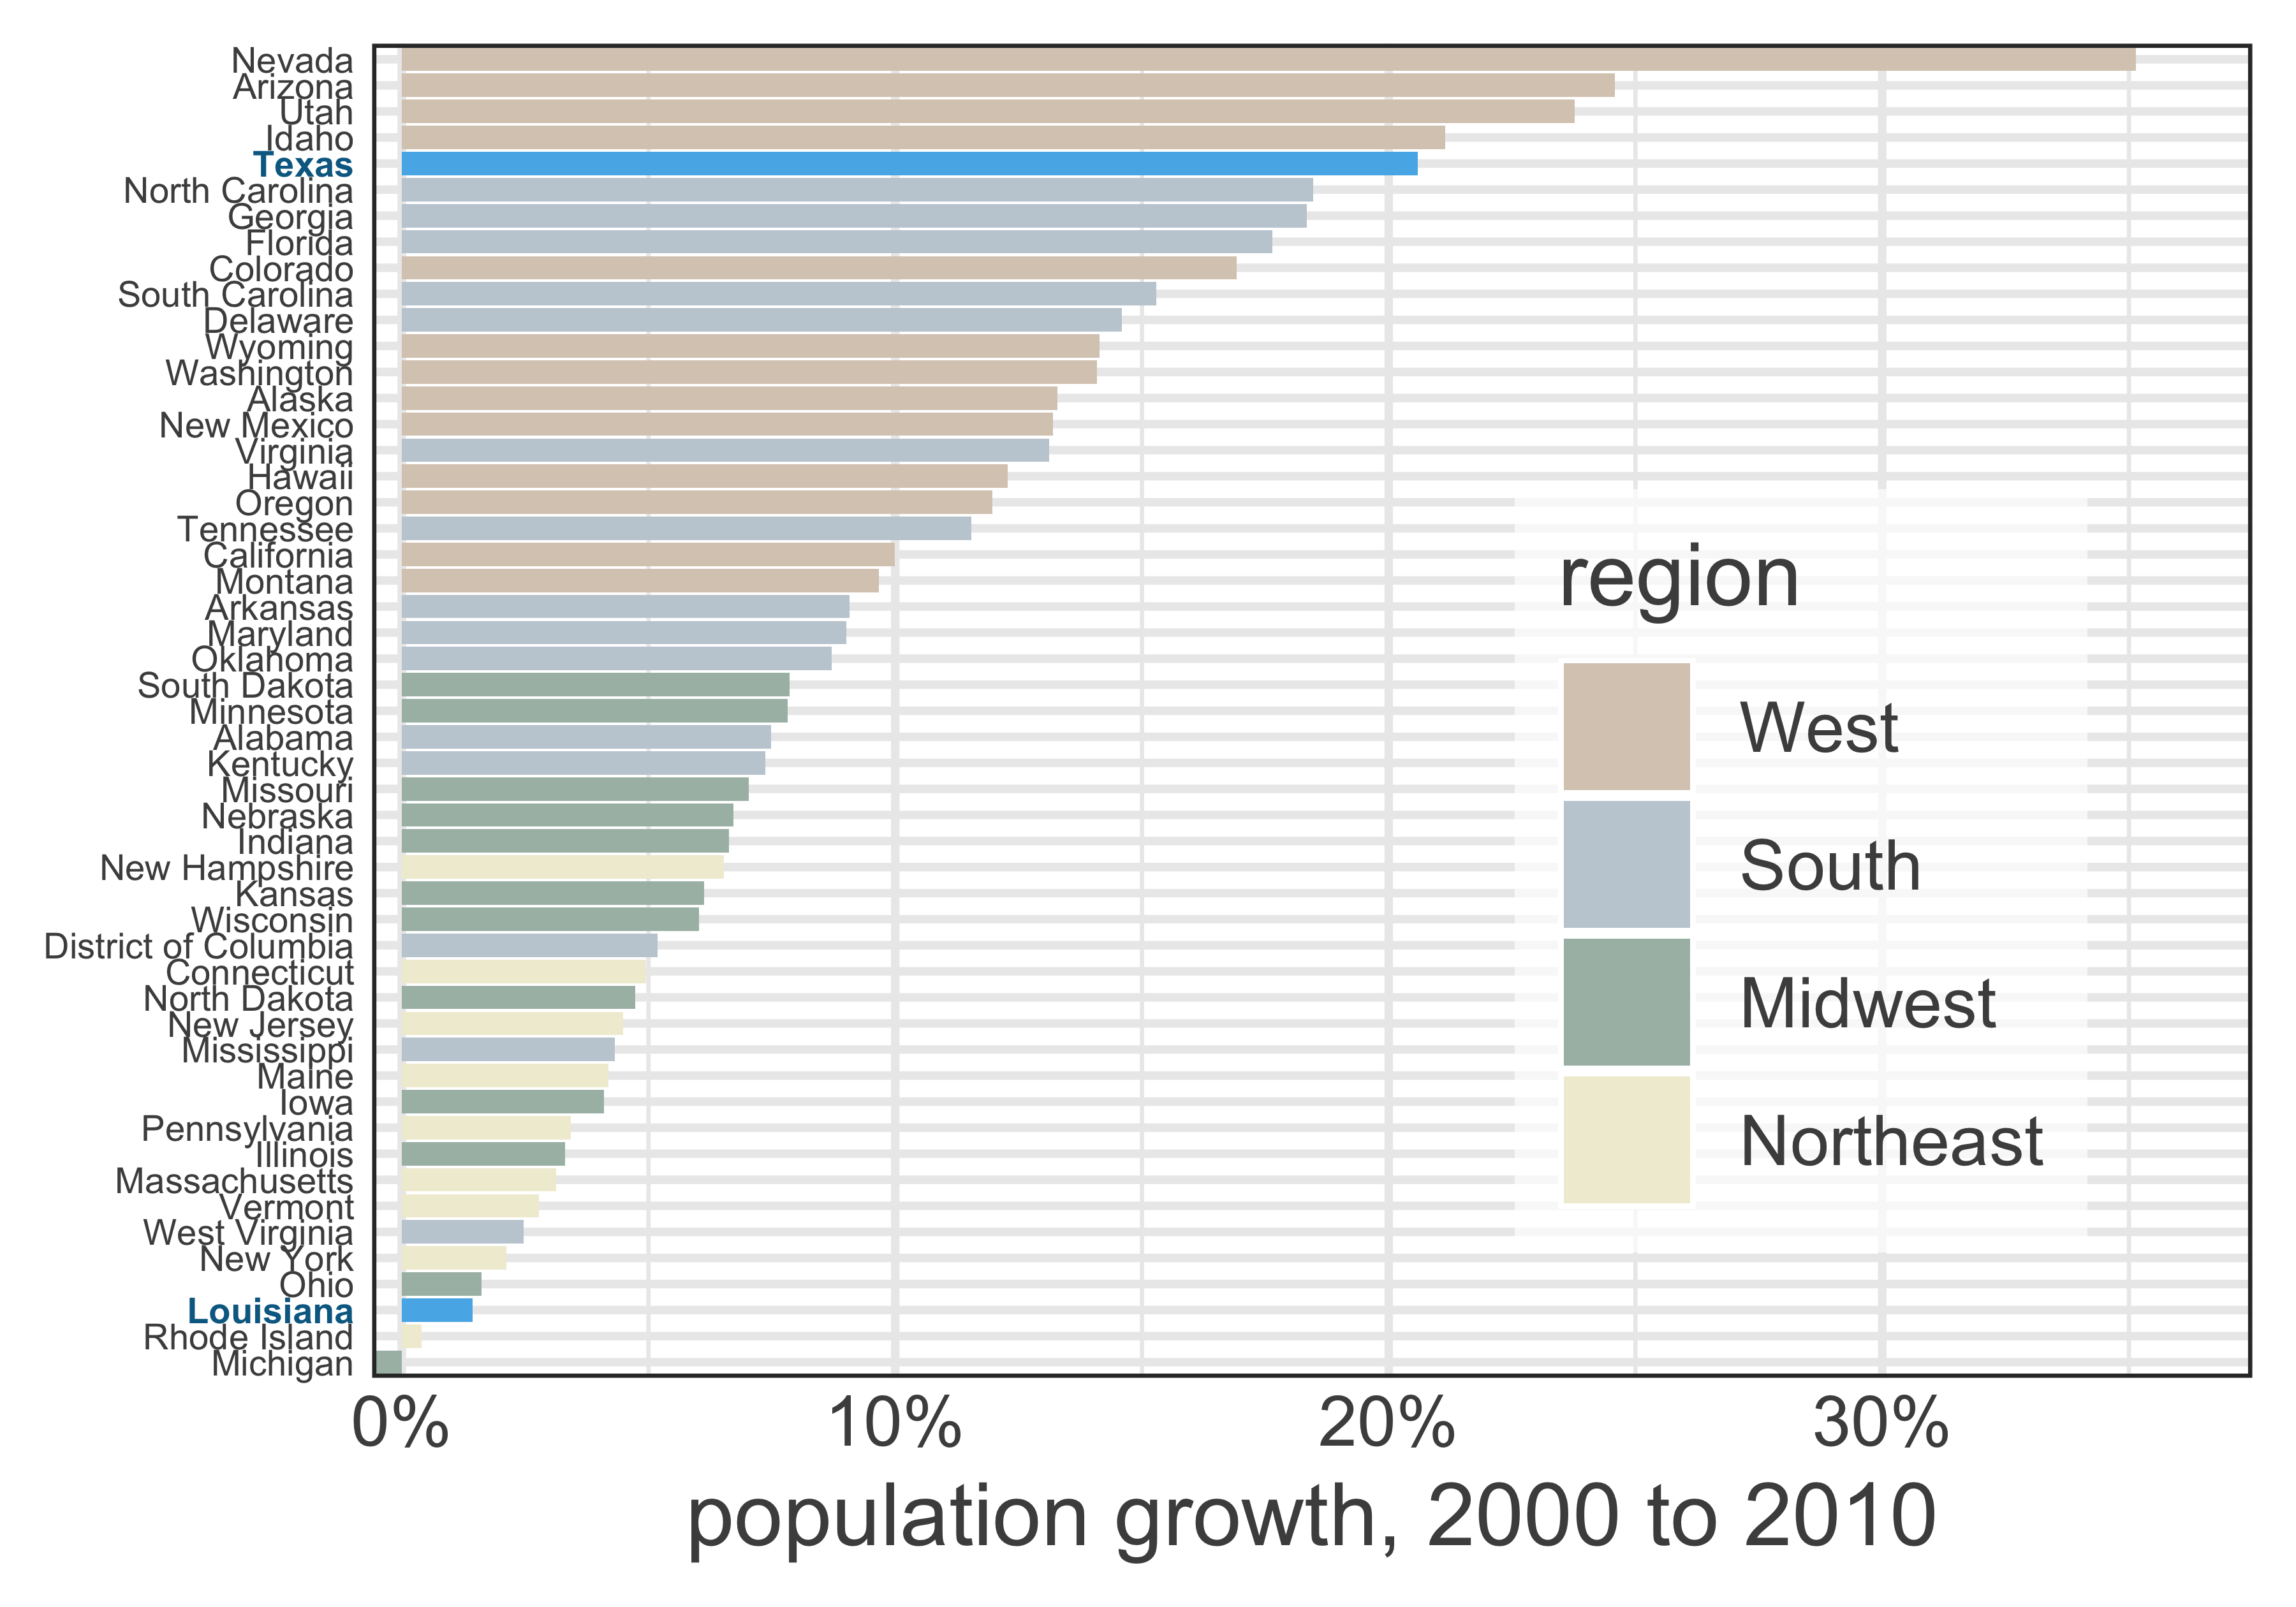 Nevada
Arizona
Utah
Idaho
Texas
North Carolina
Georgia
Florida
Colorado
South Carolina
Delaware
Wyoming
Washington
Alaska
New Mexico
Virginia
Hawaii
Oregon
Tennessee
California
Montana
Arkansas
Maryland
Oklahoma
South Dakota
Minnesota
Alabama
Kentucky
Missouri
Nebraska
Indiana
New Hampshire
Kansas
Wisconsin
District of Columbia
Connecticut
North Dakota
New Jersey
Mississippi
Maine
Iowa
Pennsylvania
Illinois
Massachusetts
Vermont
West Virginia
New York
Ohio
Louisiana
Rhode Island
Michigan
region
West
South
Midwest
Northeast
0% 10% 20% 30%
population growth, 2000 to 2010